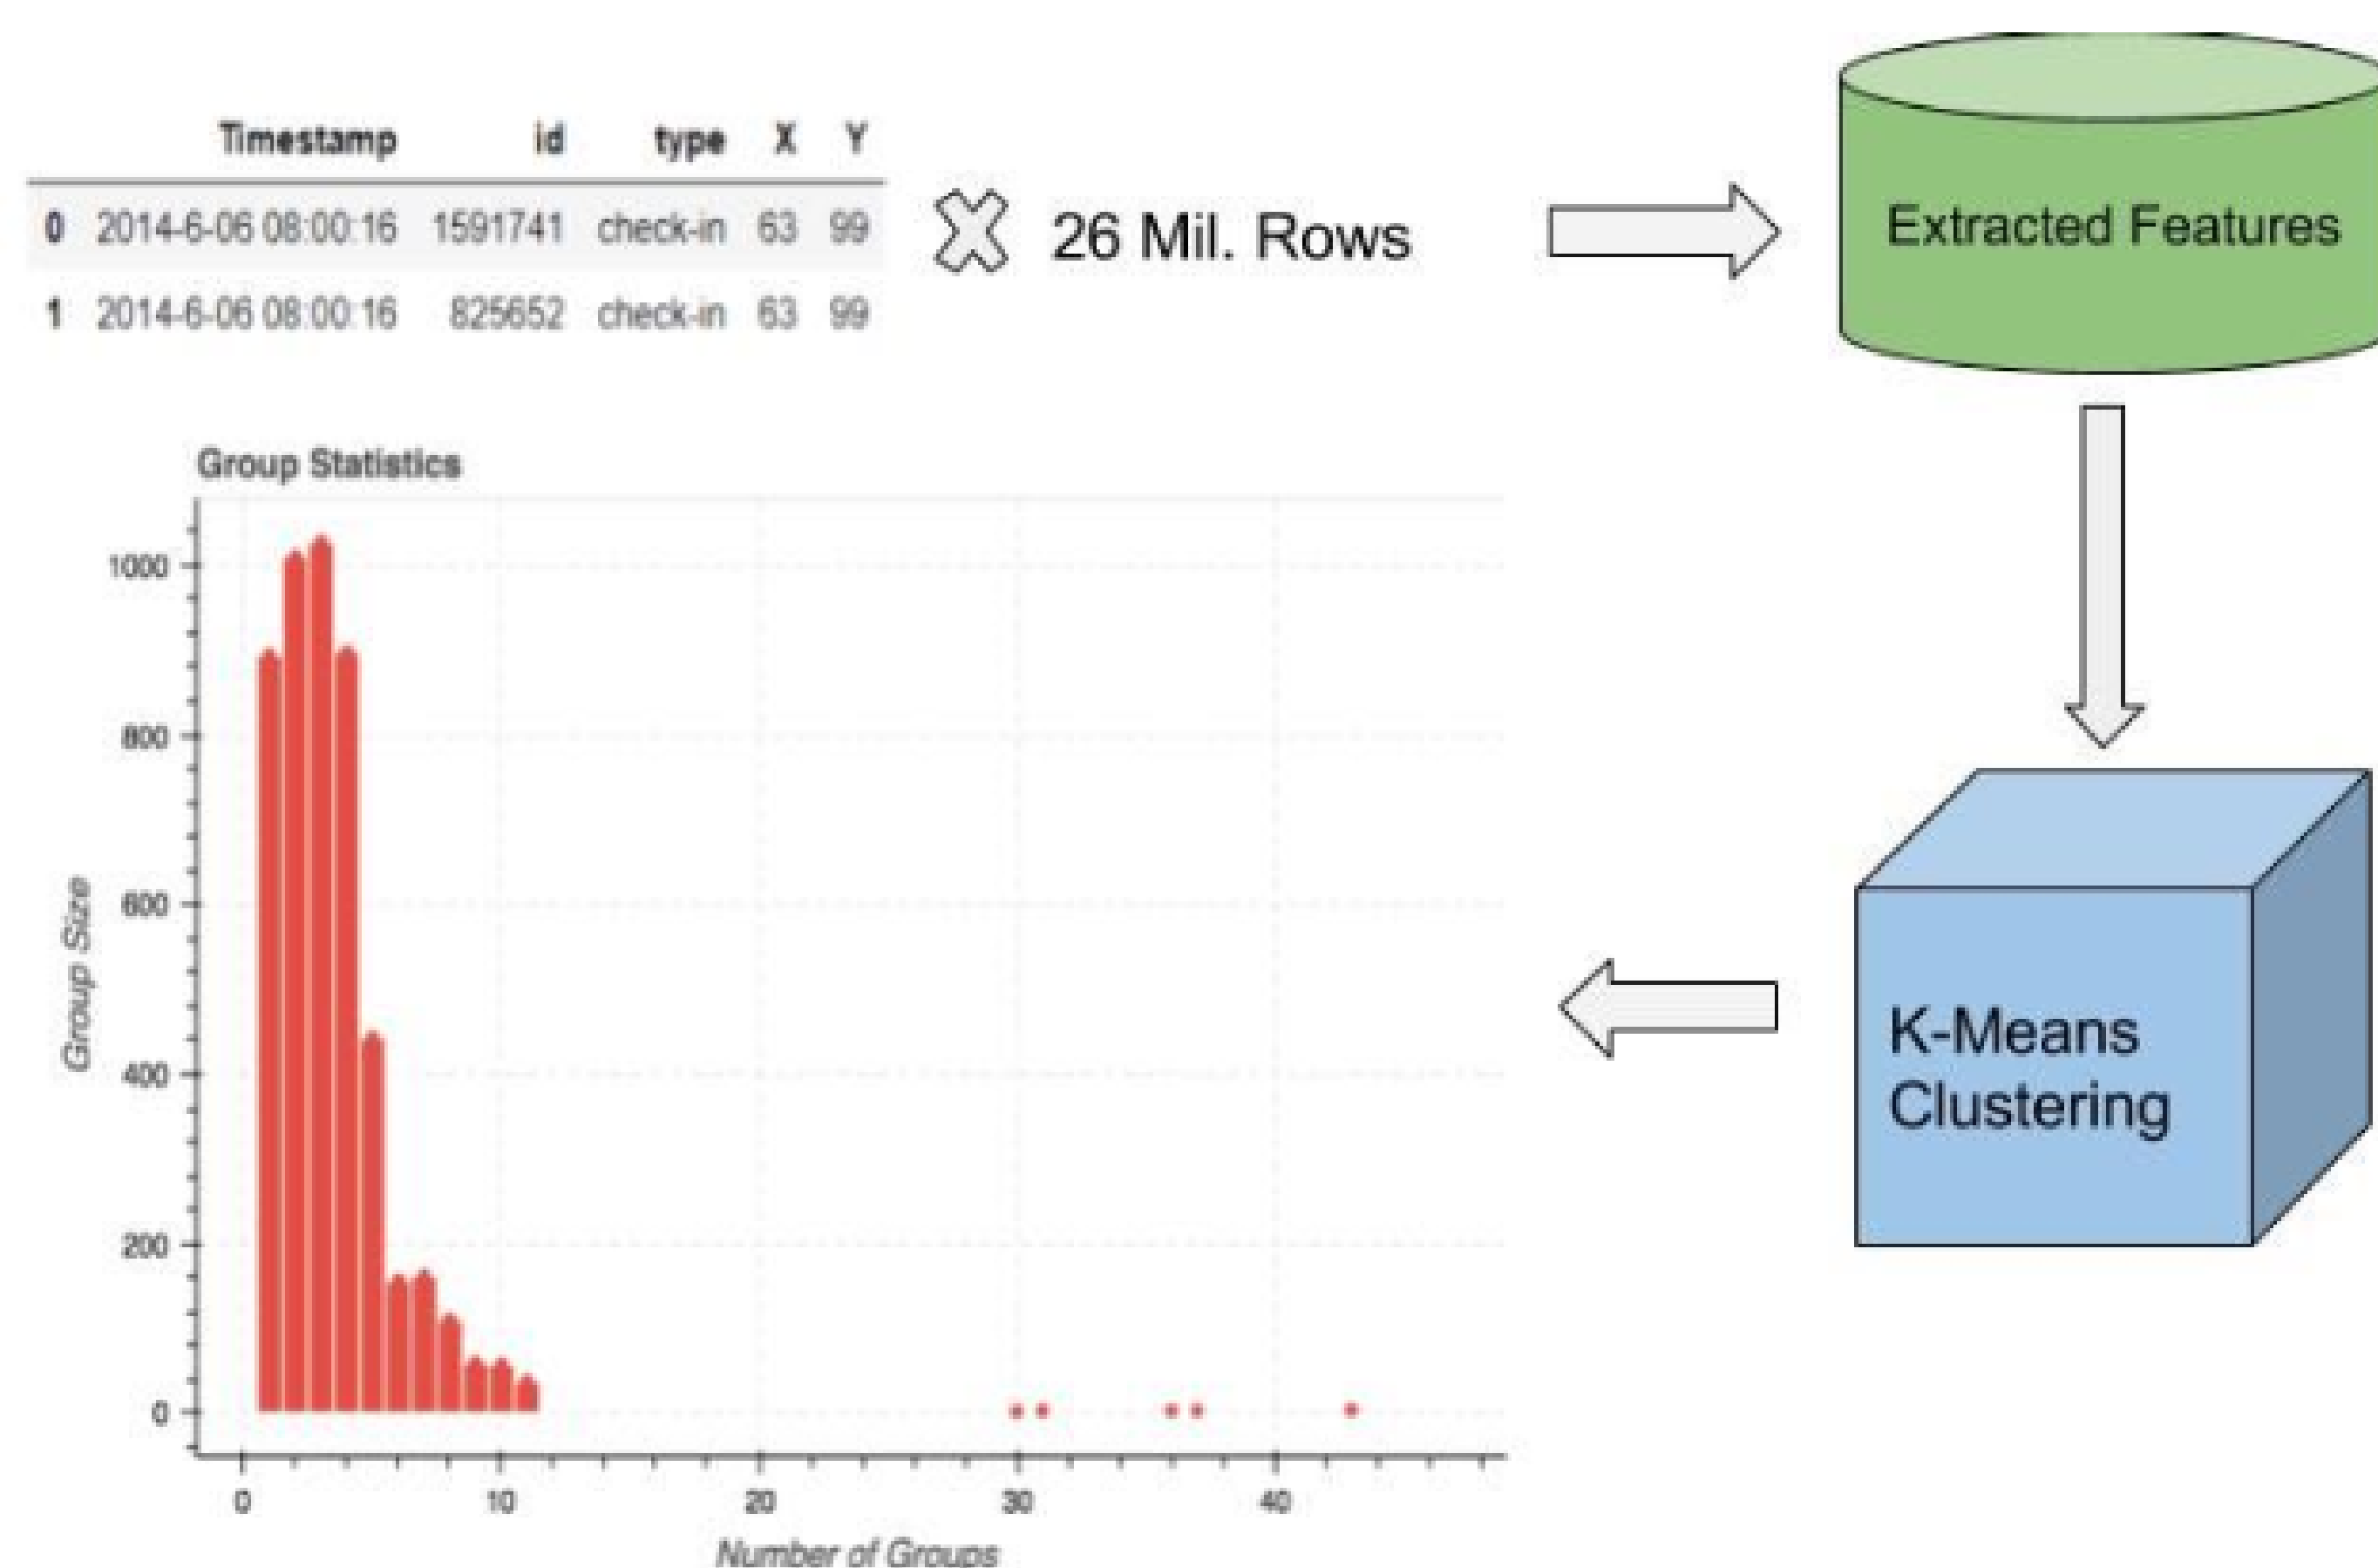 Timestamp id type X Y
0 2014-6-06 08:00:16 1591741 check-in 63 99
1 2014-6-06 08:00:16 825652 check-in 63 99
26 Mil. Rows
Extracted Features
Group Statistics
1000
800
600
400
200
0
Group Size
0 10 20 30 40
Number of Groups
K-Means
Clustering